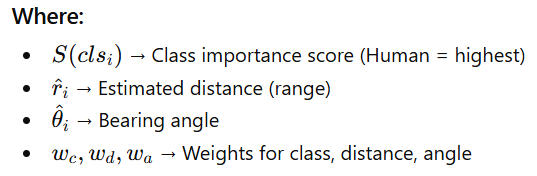 Where:
• S(clsᵢ) → Class importance score (Human = highest)
• r̂ᵢ → Estimated distance (range)
• θ̂ᵢ → Bearing angle
• w_c, w_d, w_a → Weights for class, distance, angle